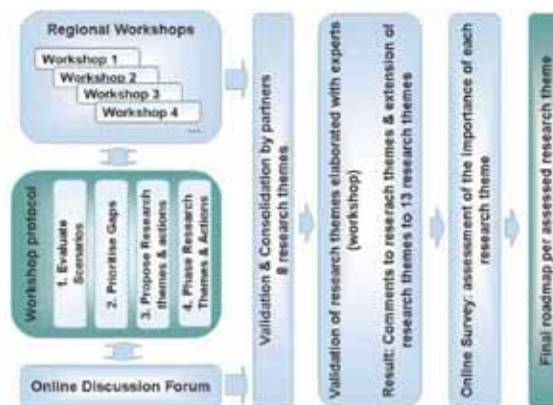 Regional Workshops
Workshop 1
Workshop 2
Workshop 3
Workshop 4
...
Workshop protocol
1. Evaluate
Scenarios
2. Prioritise Gaps
3. Propose Research
themes & actions
4. Phase Research
Themes & Actions
Online Discussion Forum
Validation & Consolidation by partners
8 research themes
Validation of research themes elaborated with experts
(workshop)
Result: Comments to reserach themes & extension of
research themes to 13 research themes
Online Survey: assessment of the importance of each
research theme
Final roadmap per assessed research theme